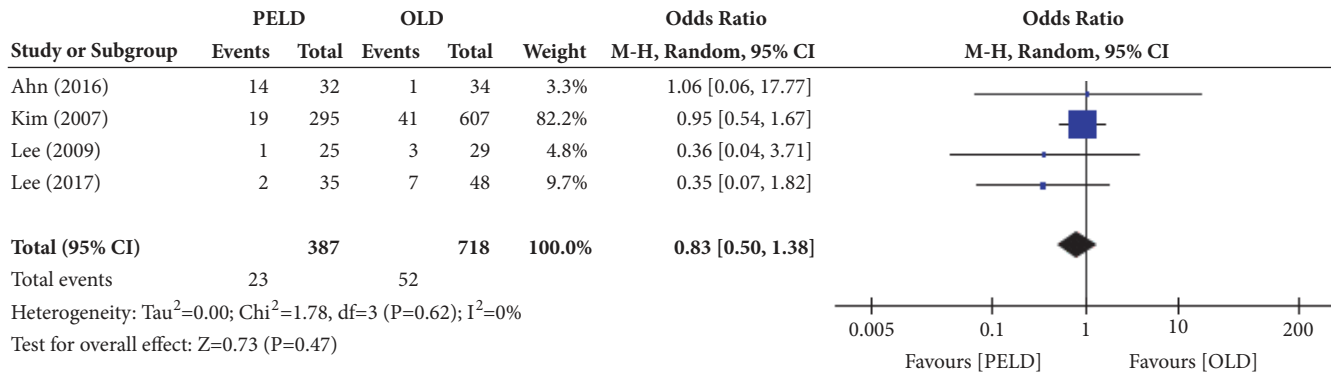 PELD OLD Odds Ratio Odds Ratio
Study or Subgroup Events Total Events Total Weight M-H, Random, 95% CI M-H, Random, 95% CI
Ahn (2016) 14 32 1 34 3.3% 1.06 [0.06, 17.77]
Kim (2007) 19 295 41 607 82.2% 0.95 [0.54, 1.67]
Lee (2009) 1 25 3 29 4.8% 0.36 [0.04, 3.71]
Lee (2017) 2 35 7 48 9.7% 0.35 [0.07, 1.82]
Total (95% CI) 387 718 100.0% 0.83 [0.50, 1.38]
Total events 23 52
Heterogeneity: Tau²=0.00; Chi²=1.78, df=3 (P=0.62); I²=0%
Test for overall effect: Z=0.73 (P=0.47)
0.005 0.1 1 10 200
Favours [PELD] Favours [OLD]